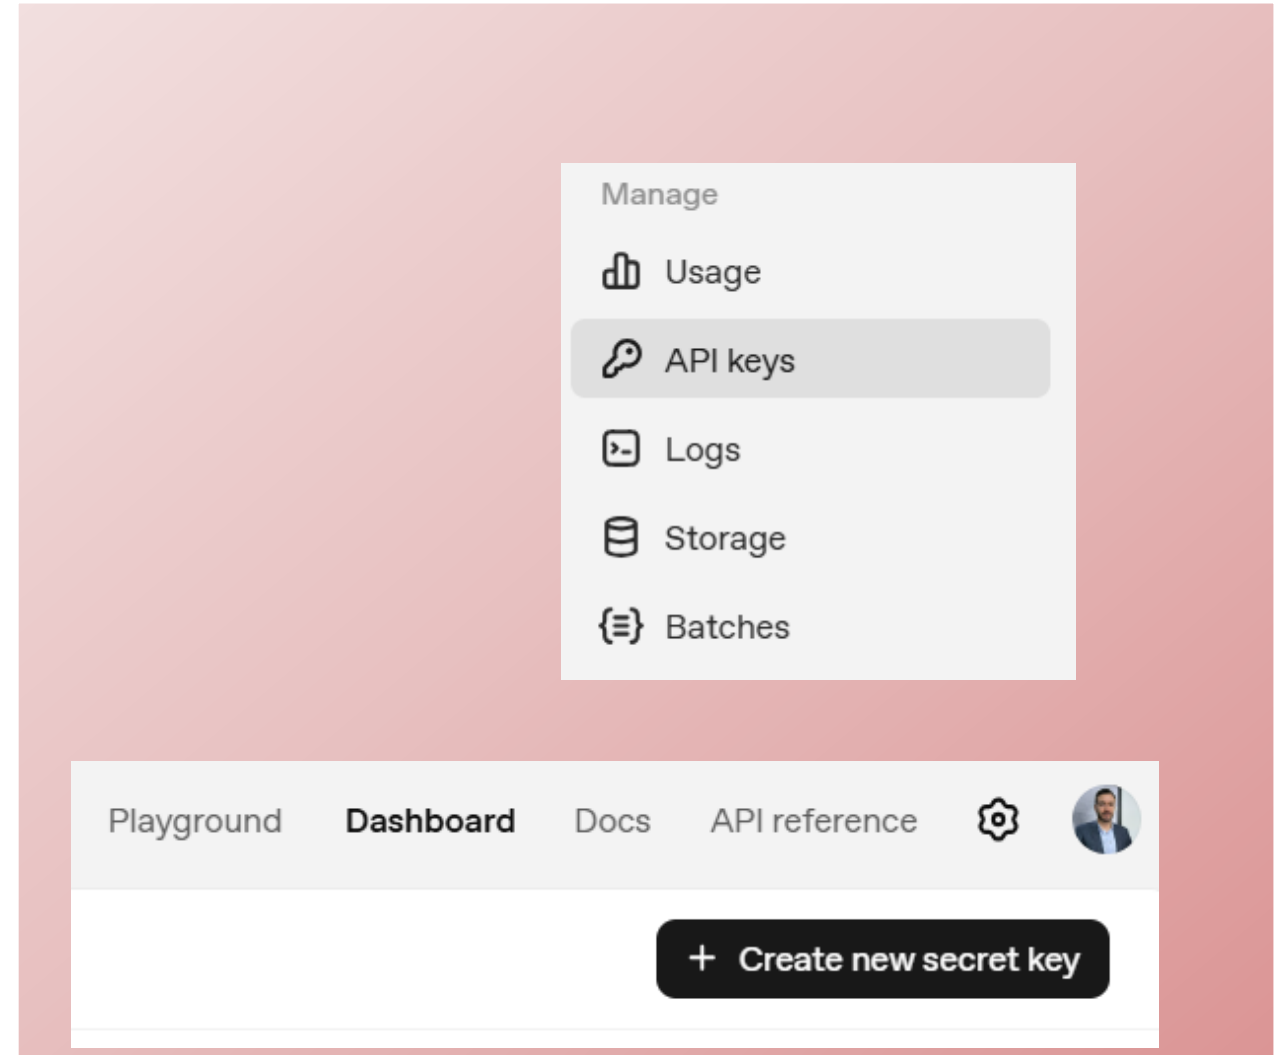 Manage
Usage
API keys
Logs
Storage
Batches
Playground Dashboard Docs API reference
+ Create new secret key